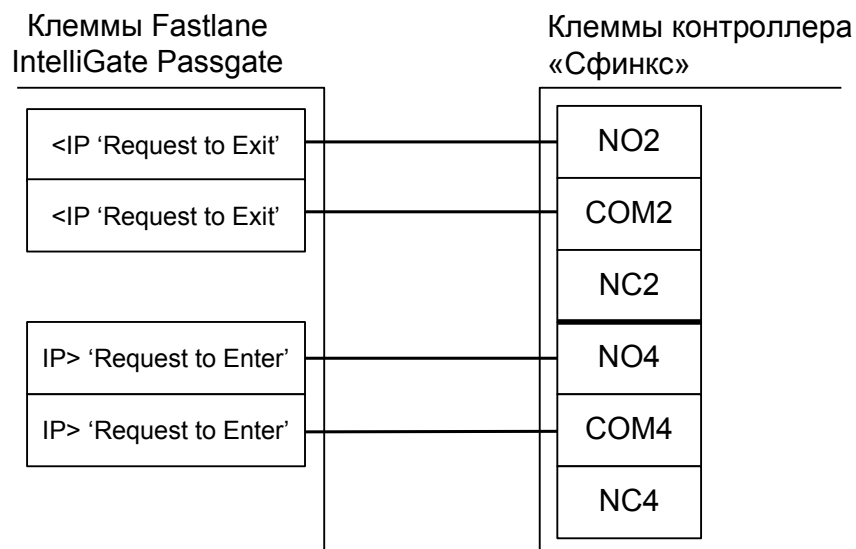 Клеммы Fastlane
IntelliGate Passgate
Клеммы контроллера
«Сфинкс»
<IP ‘Request to Exit’
<IP ‘Request to Exit’
IP> ‘Request to Enter’
IP> ‘Request to Enter’
NO2
COM2
NC2
NO4
COM4
NC4